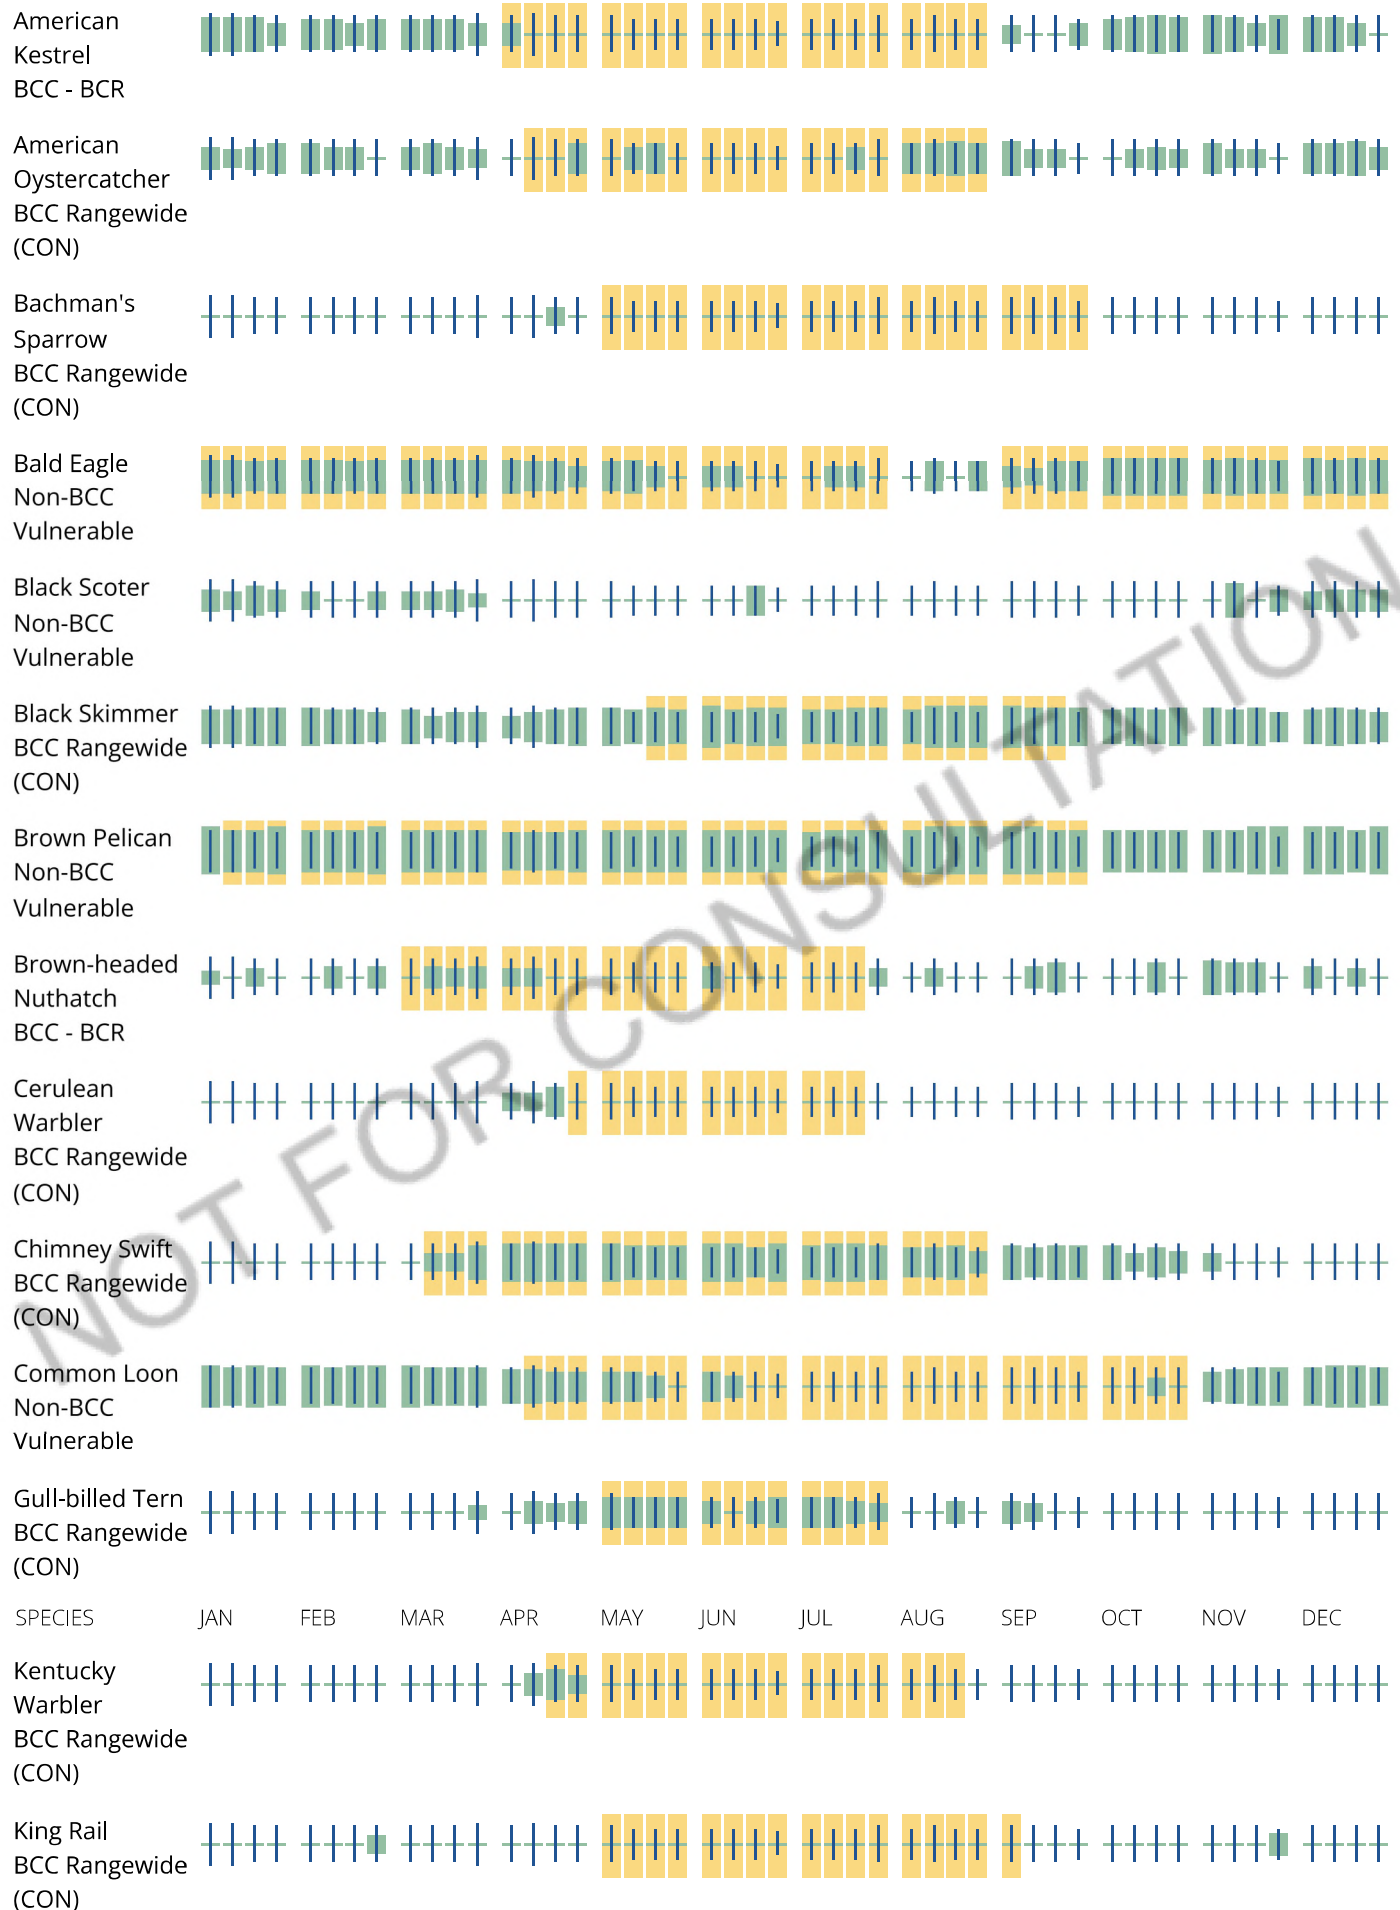 American
Kestrel
BCC - BCR
American
Oystercatcher
BCC Rangewide
(CON)
Bachman's
Sparrow
BCC Rangewide
(CON)
Bald Eagle
Non-BCC
Vulnerable
Black Scoter
Non-BCC
Vulnerable
Black Skimmer
BCC Rangewide
(CON)
Brown Pelican
Non-BCC
Vulnerable
Brown-headed
Nuthatch
BCC - BCR
Cerulean
Warbler
BCC Rangewide
(CON)
Chimney Swift
BCC Rangewide
(CON)
Common Loon
Non-BCC
Vulnerable
Gull-billed Tern
BCC Rangewide
(CON)
SPECIES JAN FEB MAR APR MAY JUN JUL AUG SEP OCT NOV DEC
Kentucky
Warbler
BCC Rangewide
(CON)
King Rail
BCC Rangewide
(CON)
NOT FOR CONSULTATION